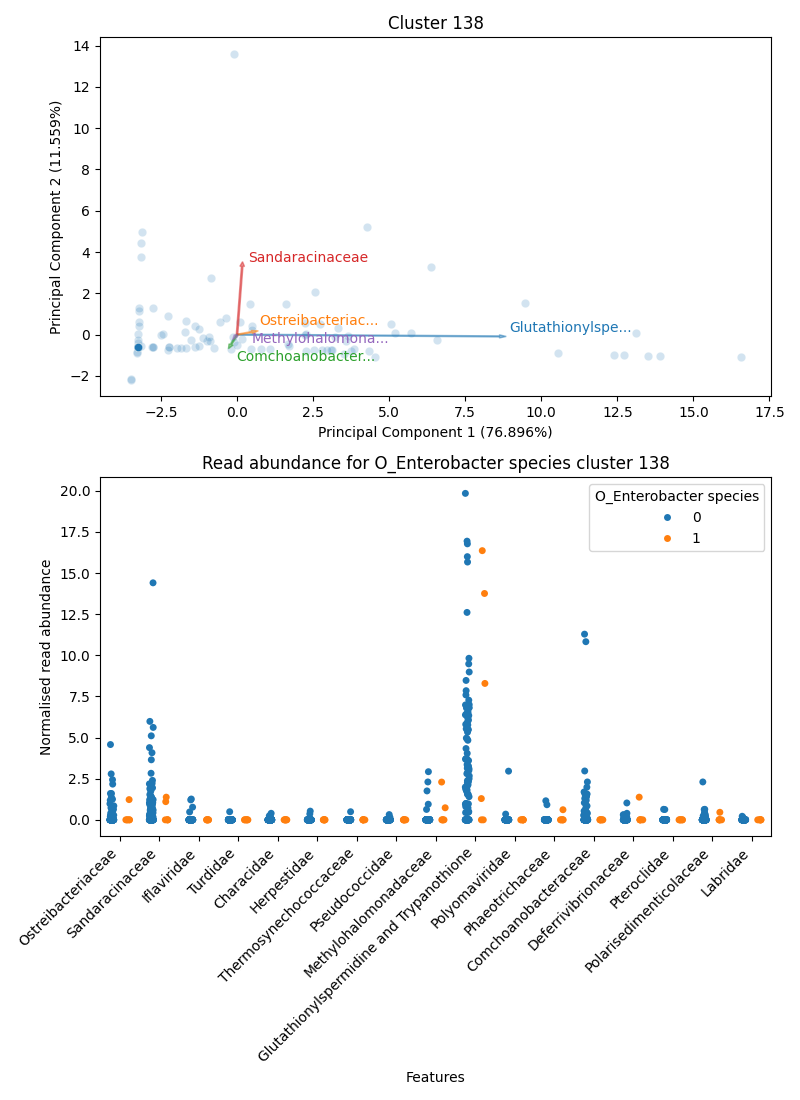 Cluster 138
14
12
10
8
6
4
2
0
−2
Principal Component 2 (11.559%)
Sandaracinaceae
Ostreibacteriac...
Glutathionylspe...
Methylohalomona...
Comchoanobacter...
−2.5 0.0 2.5 5.0 7.5 10.0 12.5 15.0 17.5
Principal Component 1 (76.896%)
Read abundance for O_Enterobacter species cluster 138
20.0
17.5
15.0
12.5
10.0
7.5
5.0
2.5
0.0
Normalised read abundance
O_Enterobacter species
0
1
Ostreibacteriaceae
Sandaracinaceae
Iflaviridae
Turdidae
Characidae
Herpestidae
Thermosynechococcaceae
Pseudococcidae
Methylohalomonadaceae
Glutathionylspermidine and Trypanothione
Polyomaviridae
Phaeotrichaceae
Comchoanobacteraceae
Deferrivibrionaceae
Pteroclidae
Polarisedimenticolaceae
Labridae
Features